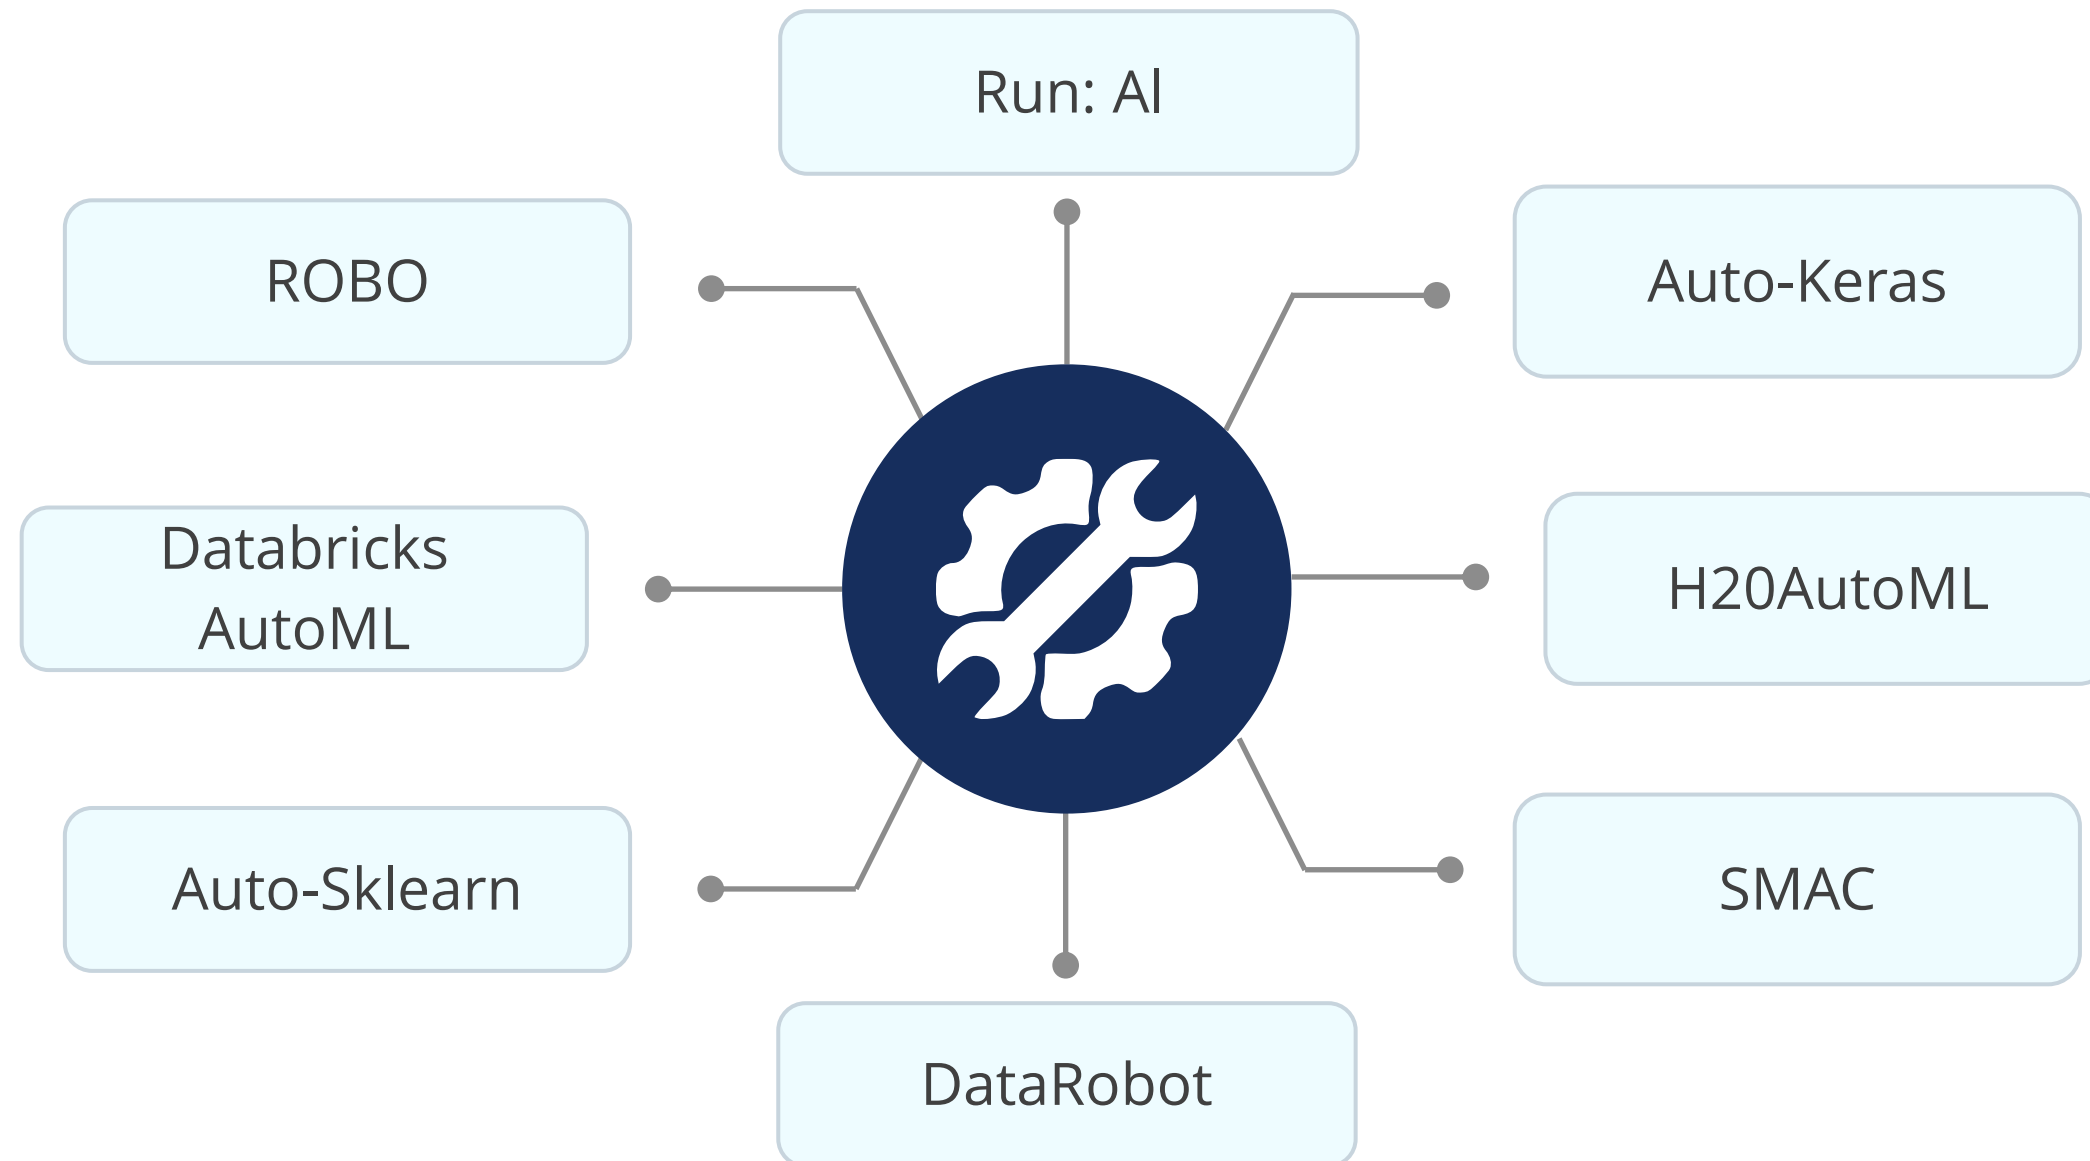 Run: AI
ROBO
Auto-Keras
Databricks
AutoML
H20AutoML
Auto-Sklearn
SMAC
DataRobot